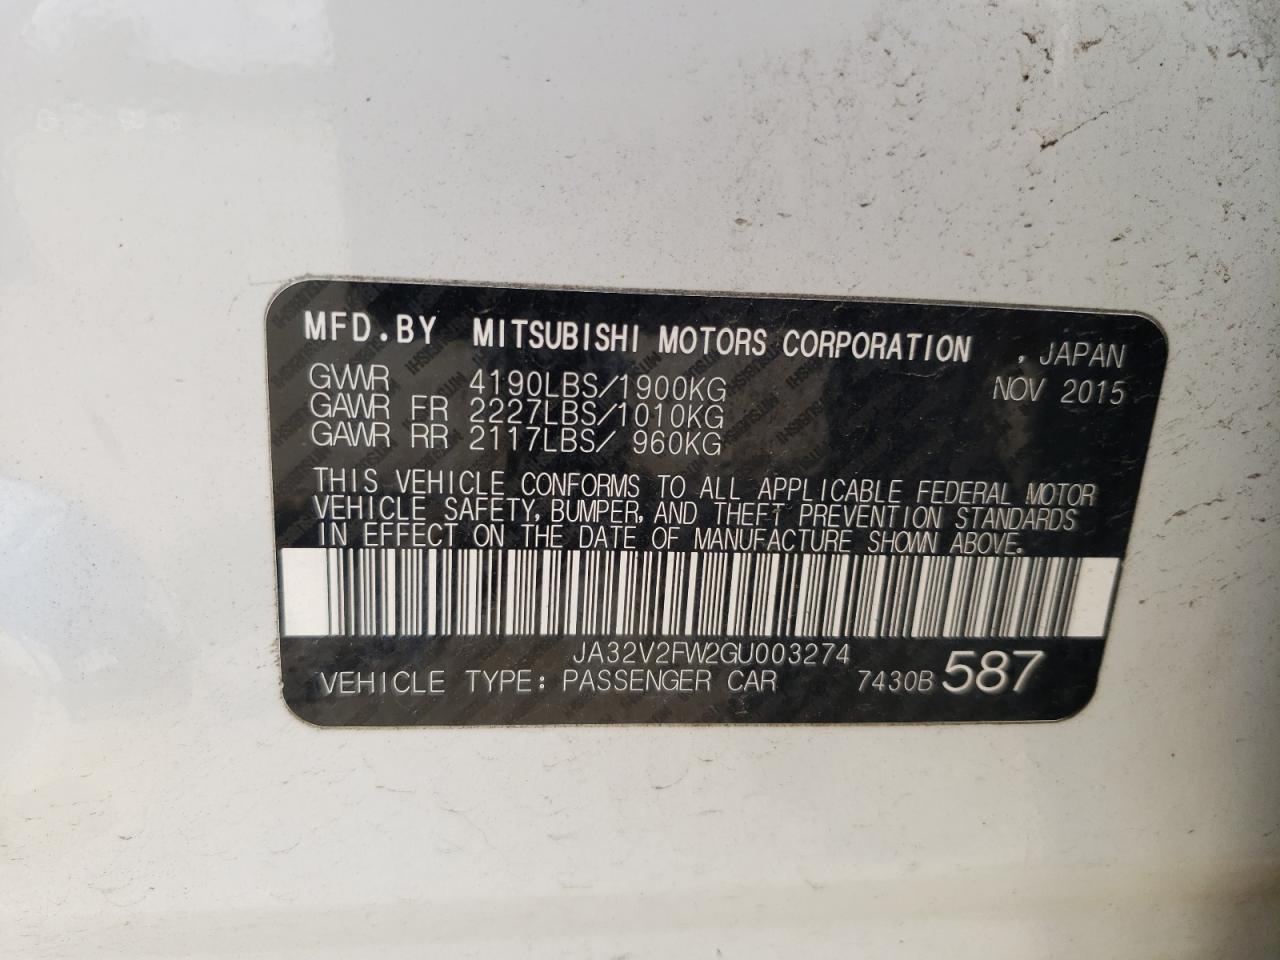 MFD.BY MITSUBISHI MOTORS CORPORATION , JAPAN
GVWR 4190LBS/1900KG NOV 2015
GAWR FR 2227LBS/1010KG
GAWR RR 2117LBS/ 960KG
THIS VEHICLE CONFORMS TO ALL APPLICABLE FEDERAL MOTOR
VEHICLE SAFETY, BUMPER, AND THEFT PREVENTION STANDARDS
IN EFFECT ON THE DATE OF MANUFACTURE SHOWN ABOVE.
JA32V2FW2GU003274
VEHICLE TYPE: PASSENGER CAR 7430B 587